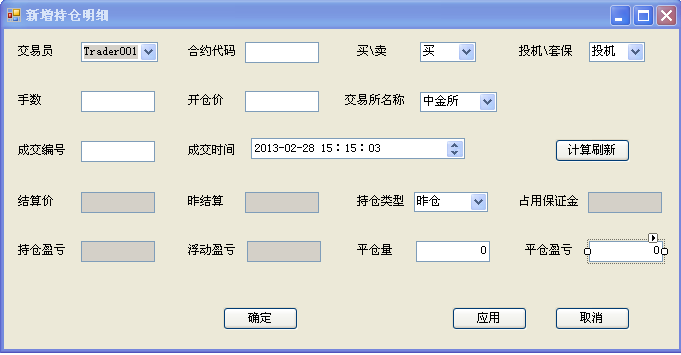 新增持仓明细
交易员 Trader001 合约代码 买\卖 买 投机\套保 投机
手数 开仓价 交易所名称 中金所
成交编号 成交时间 2013-02-28 15：15：03 计算刷新
结算价 昨结算 持仓类型 昨仓 占用保证金
持仓盈亏 浮动盈亏 平仓量 0 平仓盈亏 0
确定 应用 取消